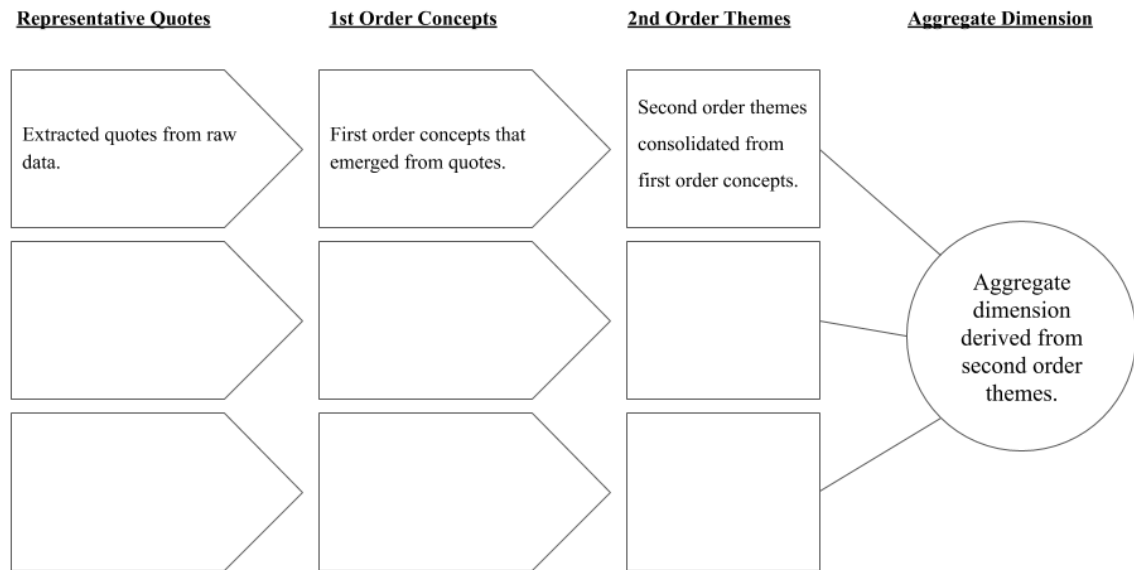 Representative Quotes
1st Order Concepts
2nd Order Themes
Aggregate Dimension
Extracted quotes from raw
data.
First order concepts that
emerged from quotes.
Second order themes
consolidated from
first order concepts.
Aggregate
dimension
derived from
second order
themes.